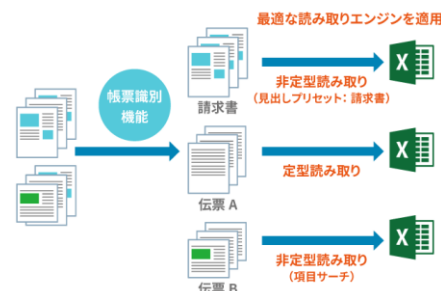 最適な読み取りエンジンを適用
帳票識別
機能
請求書
非定型読み取り
(見出しプリセット: 請求書)
X
伝票 A
定型読み取り
X
伝票 B
非定型読み取り
(項目サーチ)
X